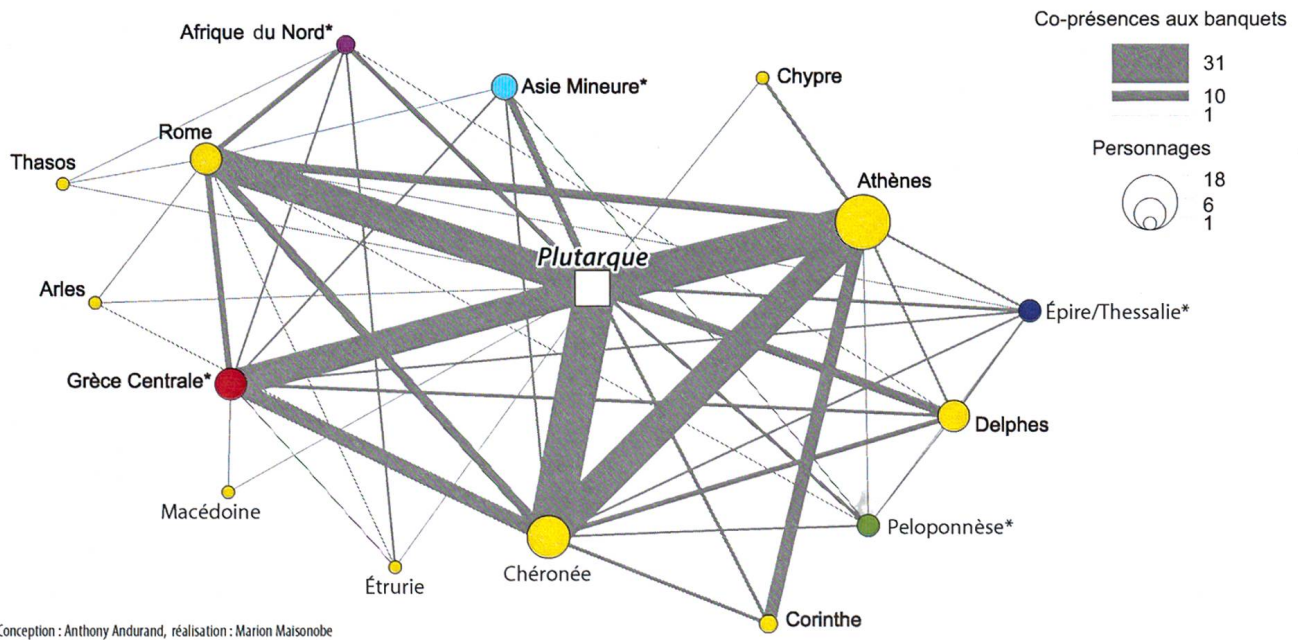 Afrique du Nord*
Co-présences aux banquets
31
10
1
Asie Mineure*
Chypre
Rome
Personnages
18
6
1
Thasos
Athènes
Plutarque
Arles
Épire/Thessalie*
Grèce Centrale*
Delphes
Macédoine
Peloponnèse*
Chéronée
Étrurie
Corinthe
Conception : Anthony Andurand, réalisation : Marion Maisonobe